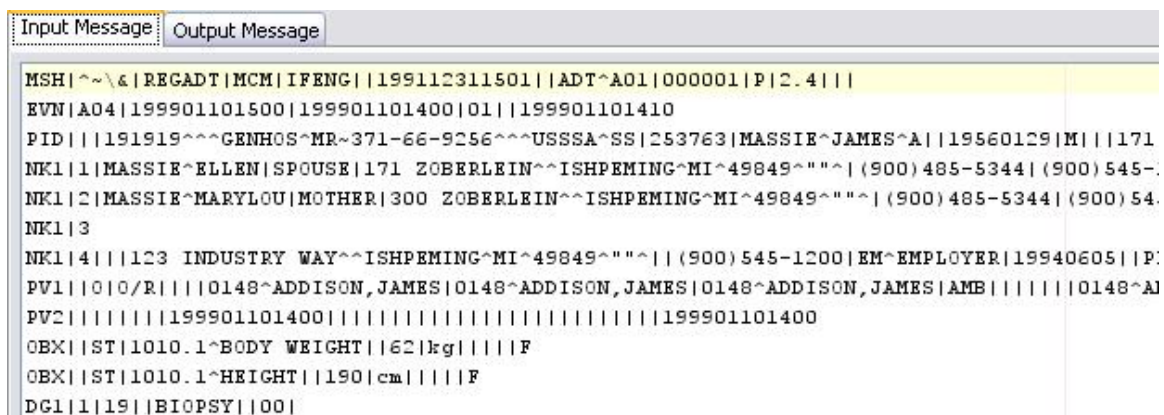 Input Message
Output Message
MSH|^~\&|REGADT|MCM|IFENG||199112311501||ADT^A01|000001|P|2.4|||
EVN|A04|199901101500|199901101400|01||199901101410
PID|||191919^^^GENHOS^MR~371-66-9256^^^USSSA^SS|253763|MASSIE^JAMES^A||19560129|M|||171
NK1|1|MASSIE^ELLEN|SPOUSE|171 ZOBERLEIN^^ISHPEMING^MI^49849^""^|(900)485-5344|(900)545-1
NK1|2|MASSIE^MARYLOU|MOTHER|300 ZOBERLEIN^^ISHPEMING^MI^49849^""^|(900)485-5344|(900)54
NK1|3
NK1|4|||123 INDUSTRY WAY^^ISHPEMING^MI^49849^""^||(900)545-1200|EM^EMPLOYER|19940605||P
PV1||O|O/R||||0148^ADDISON,JAMES|0148^ADDISON,JAMES|0148^ADDISON,JAMES|AMB|||||||0148^A
PV2||||||||199901101400||||||||||||||||||||||||||199901101400
OBX||ST|1010.1^BODY WEIGHT||62|kg|||||F
OBX||ST|1010.1^HEIGHT||190|cm|||||F
DG1|1|19||BIOPSY||00|